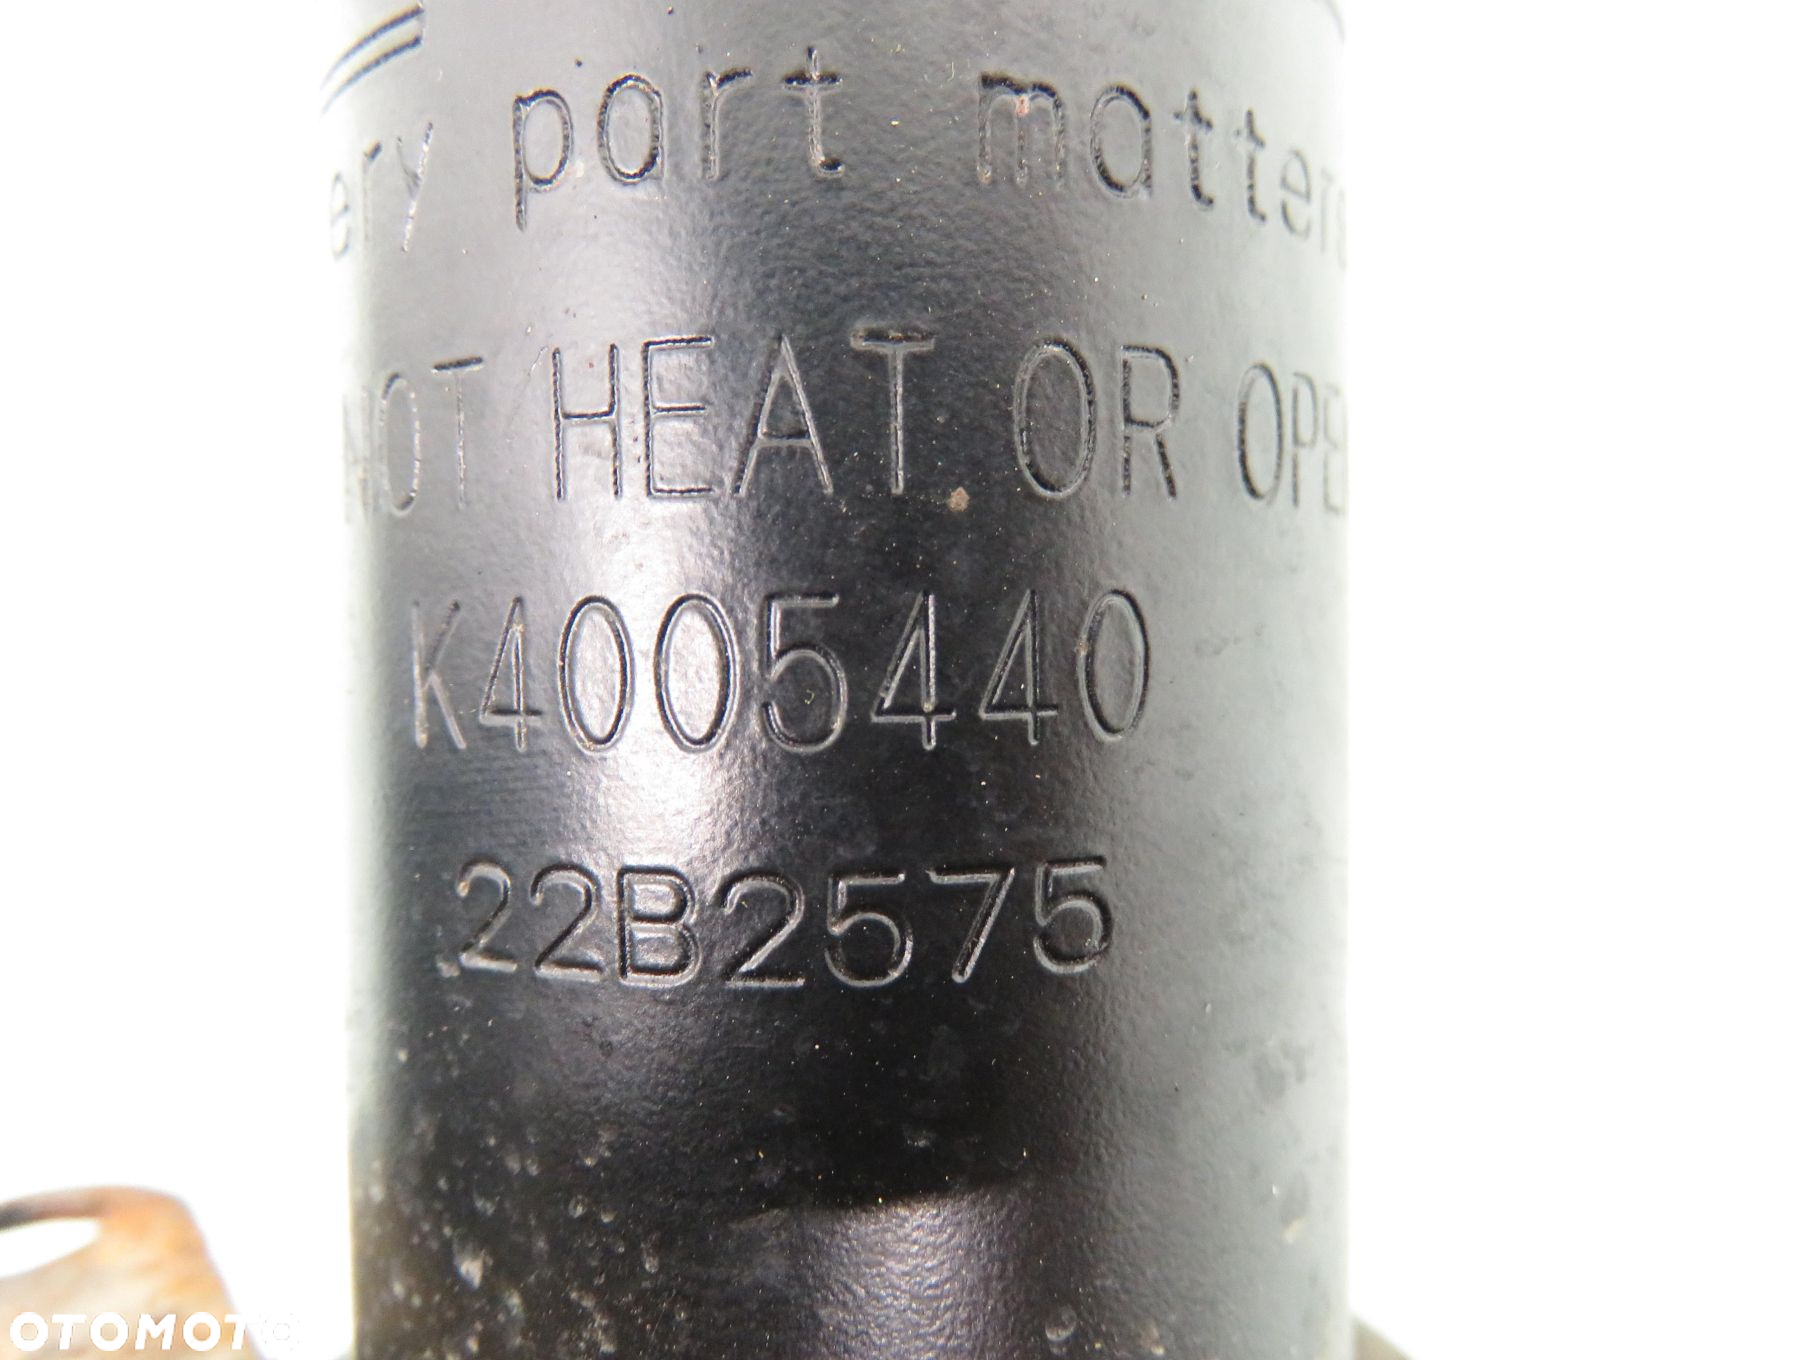 ery part matters
NOT HEAT OR OPE
K4005440
22B2575
OTOMOTO